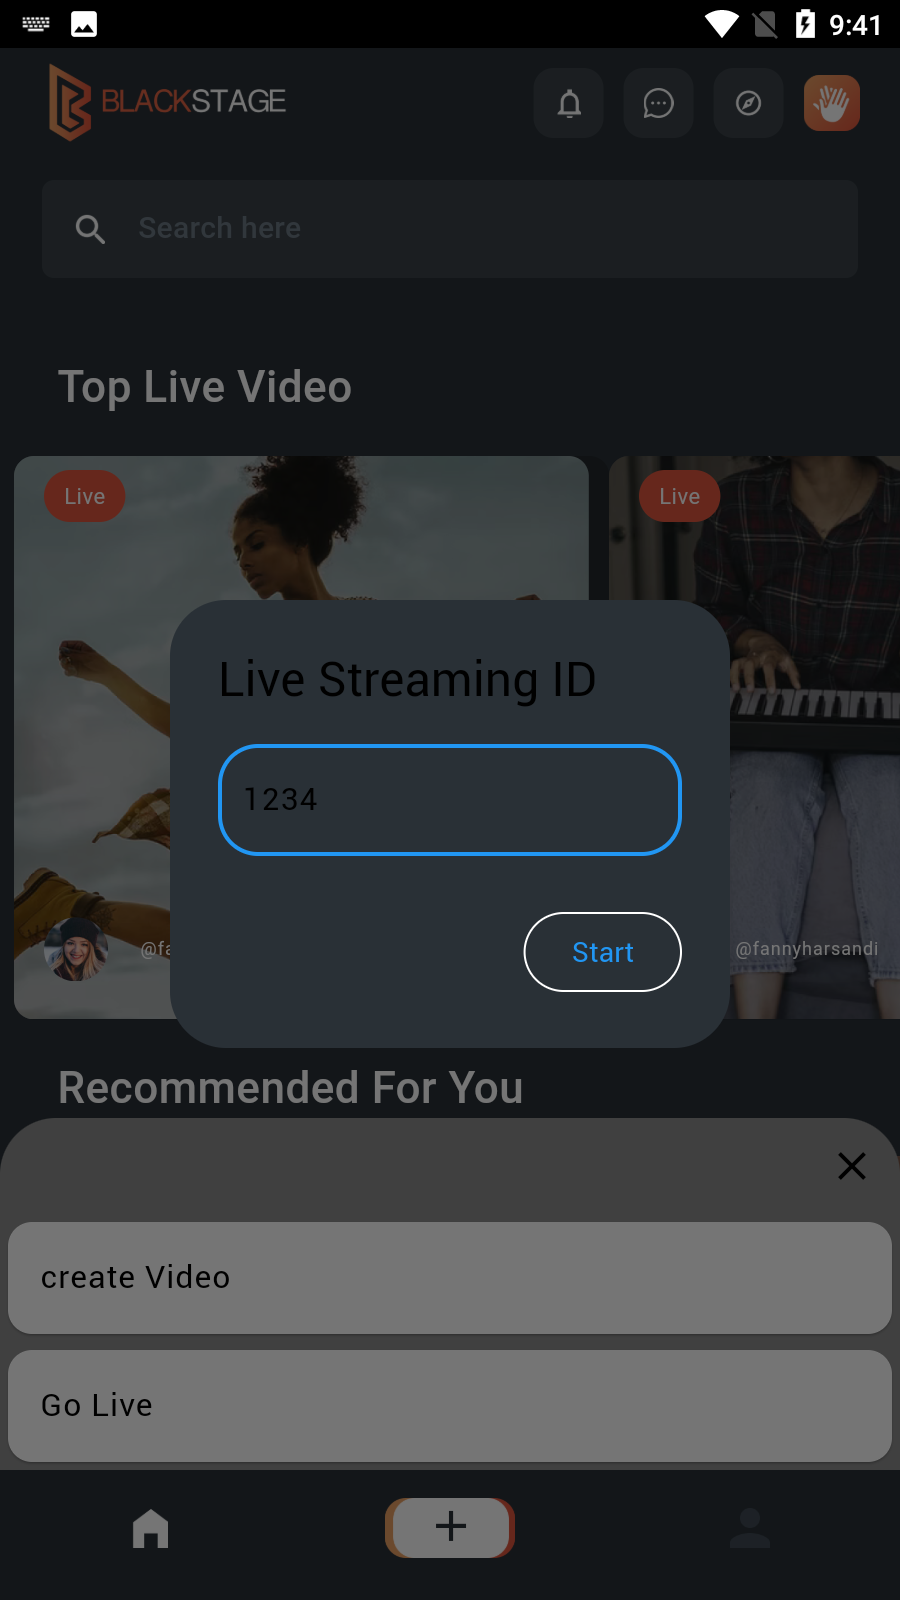 9:41
BLACKSTAGE
Search here
Top Live Video
Live
Live
Live Streaming ID
1234
Start
@fa
@fannyharsandi
Recommended For You
create Video
Go Live